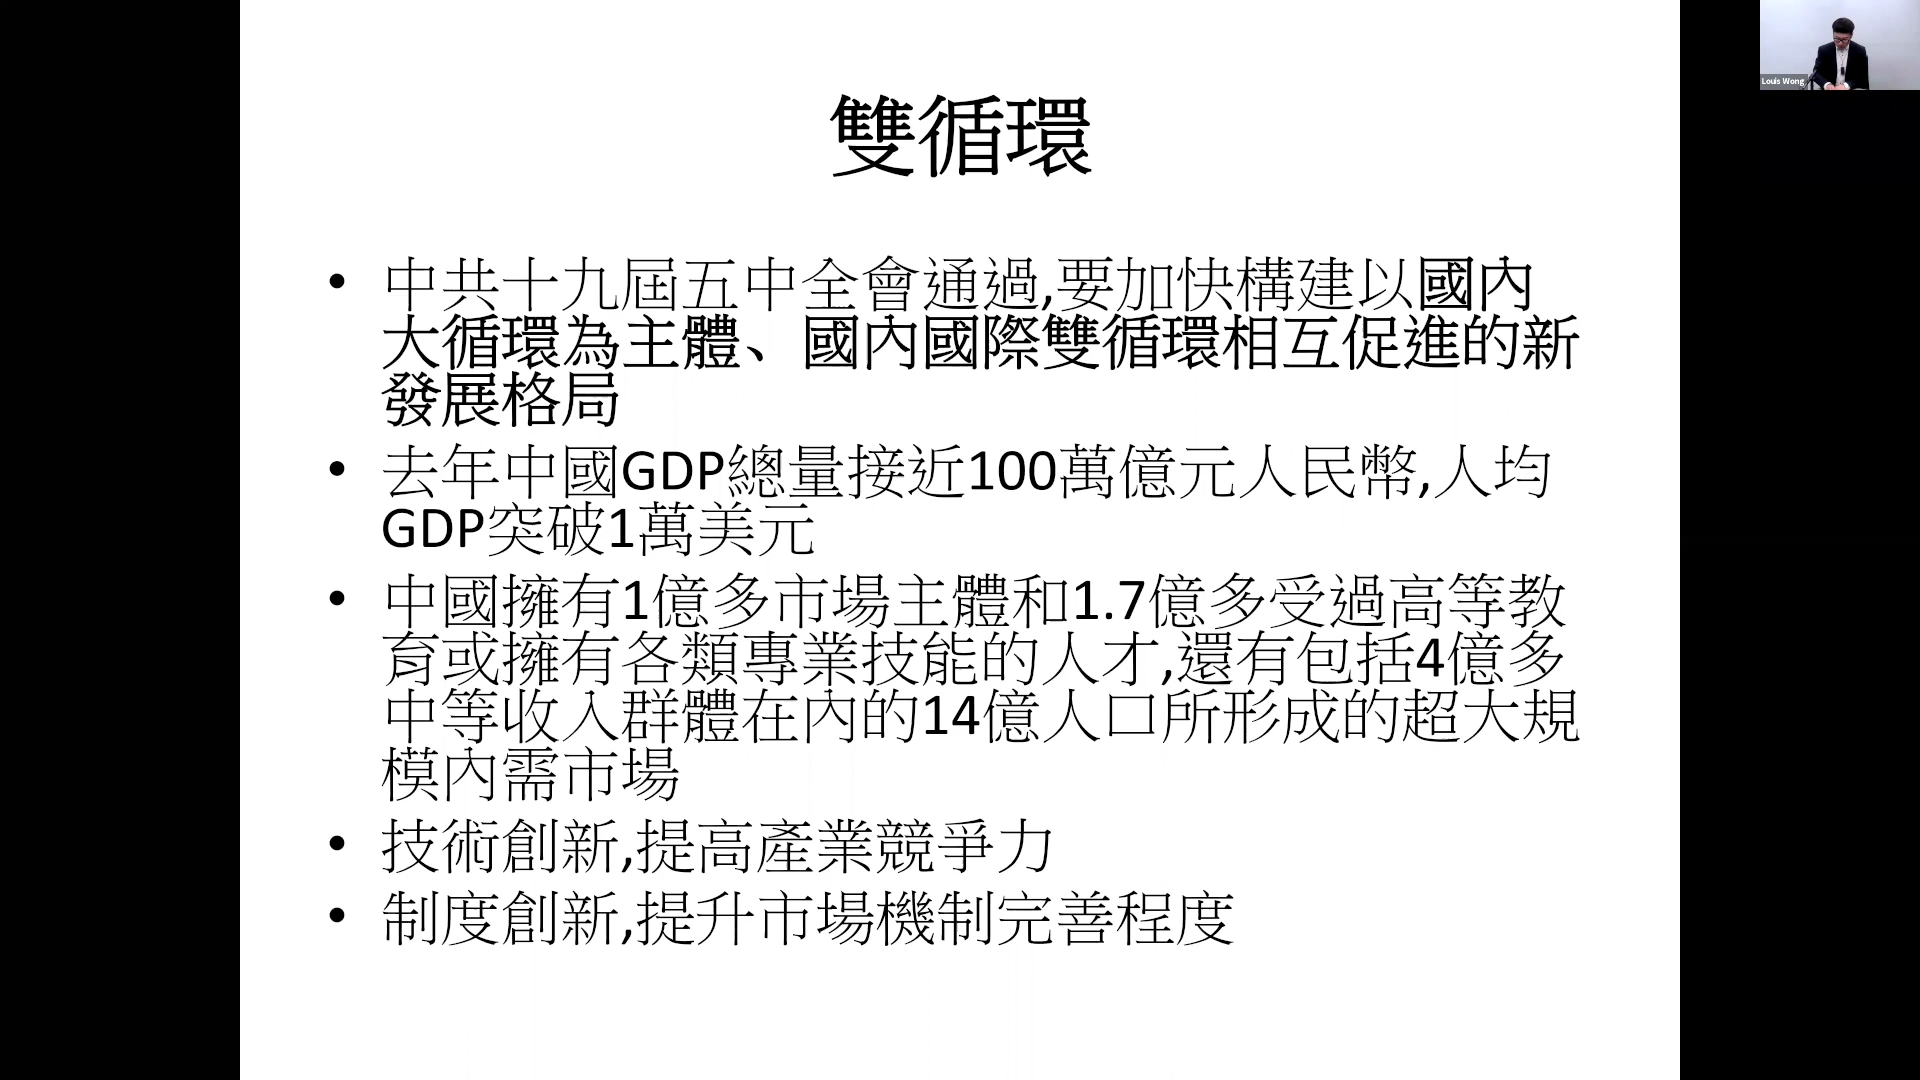 雙循環
Louis Wong
• 中共十九屆五中全會通過,要加快構建以國內
大循環為主體、國內國際雙循環相互促進的新
發展格局
• 去年中國GDP總量接近100萬億元人民幣,人均
GDP突破1萬美元
• 中國擁有1億多市場主體和1.7億多受過高等教
育或擁有各類專業技能的人才,還有包括4億多
中等收入群體在內的14億人口所形成的超大規
模內需市場
• 技術創新,提高產業競爭力
• 制度創新,提升市場機制完善程度